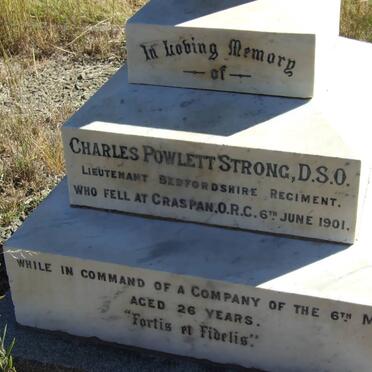 In Loving Memory
of
CHARLES POWLETT STRONG, D.S.O.
LIEUTENANT BEDFORDSHIRE REGIMENT.
WHO FELL AT GRASPAN, O.R.C. 6TH JUNE 1901.
WHILE IN COMMAND OF A COMPANY OF THE 6TH M
AGED 26 YEARS.
"Fortis et Fidelis."